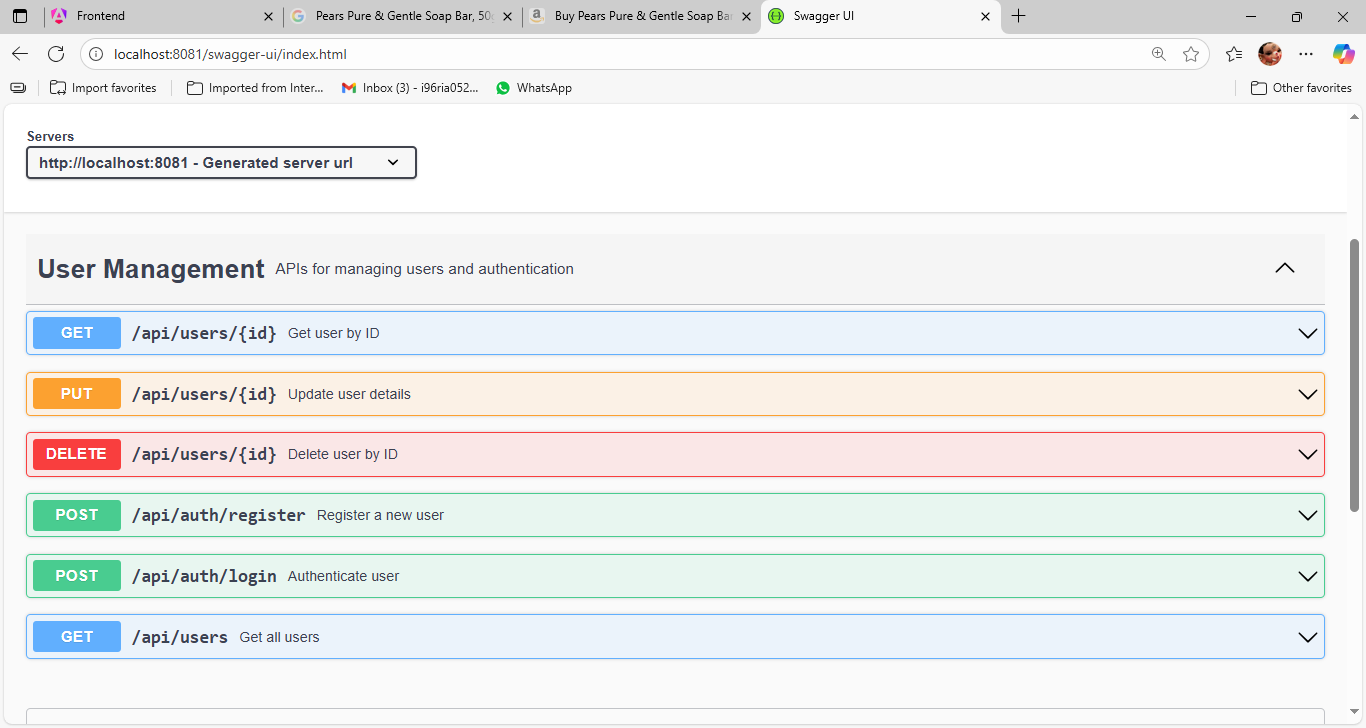 Frontend
Pears Pure & Gentle Soap Bar, 50g
Buy Pears Pure & Gentle Soap Bar
Swagger UI
localhost:8081/swagger-ui/index.html
Import favorites
Imported from Inter...
Inbox (3) - i96ria052...
WhatsApp
Other favorites
Servers
http://localhost:8081 - Generated server url
User Management APIs for managing users and authentication
GET /api/users/{id} Get user by ID
PUT /api/users/{id} Update user details
DELETE /api/users/{id} Delete user by ID
POST /api/auth/register Register a new user
POST /api/auth/login Authenticate user
GET /api/users Get all users